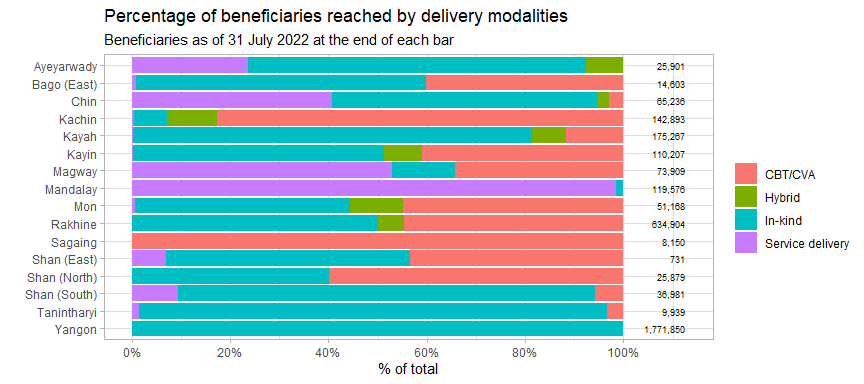 Percentage of beneficiaries reached by delivery modalities
Beneficiaries as of 31 July 2022 at the end of each bar
Ayeyarwady 25,901
Bago (East) 14,603
Chin 65,236
Kachin 142,893
Kayah 175,267
Kayin 110,207
Magway 73,909
Mandalay 119,576
Mon 51,168
Rakhine 634,904
Sagaing 8,150
Shan (East) 731
Shan (North) 25,879
Shan (South) 36,981
Tanintharyi 9,939
Yangon 1,771,850
0% 20% 40% 60% 80% 100%
% of total
CBT/CVA
Hybrid
In-kind
Service delivery